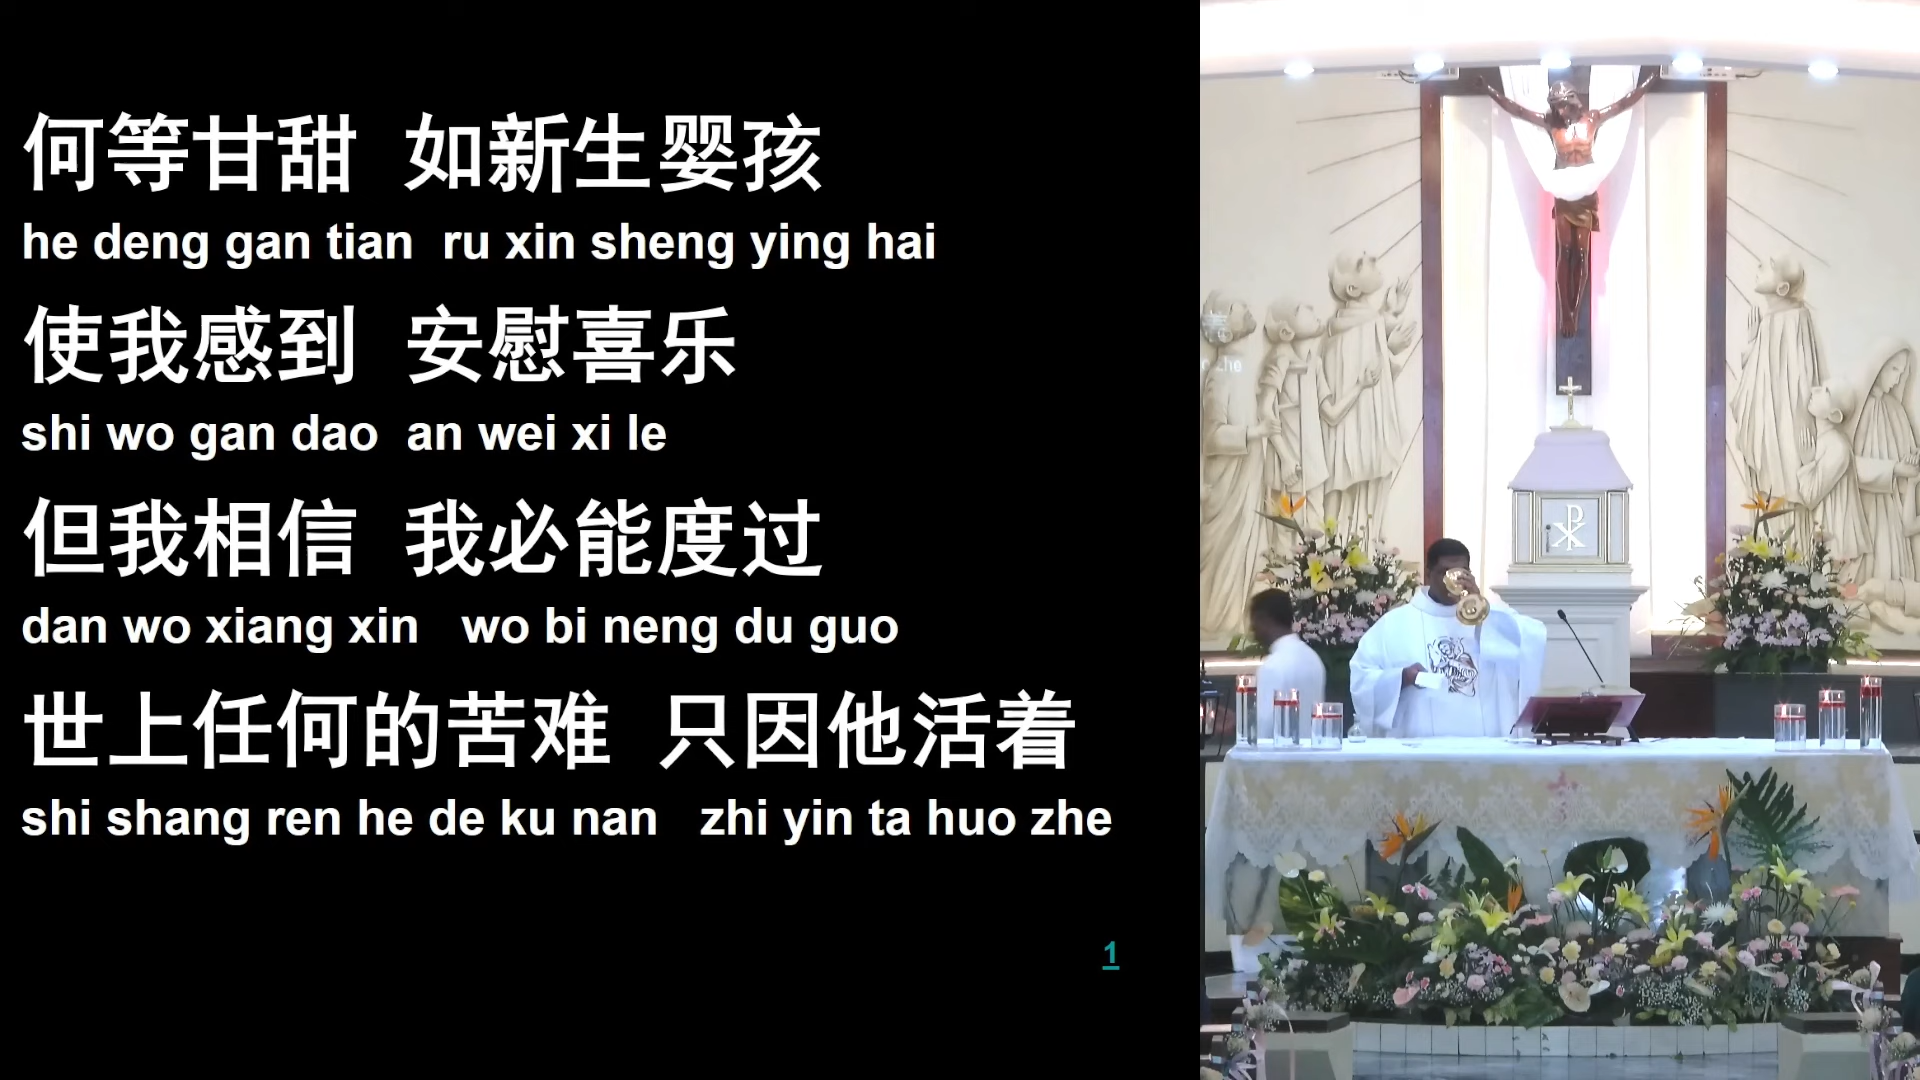 何等甘甜 如新生婴孩
he deng gan tian ru xin sheng ying hai
使我感到 安慰喜乐
shi wo gan dao an wei xi le
但我相信 我必能度过
dan wo xiang xin wo bi neng du guo
世上任何的苦难 只因他活着
shi shang ren he de ku nan zhi yin ta huo zhe
1